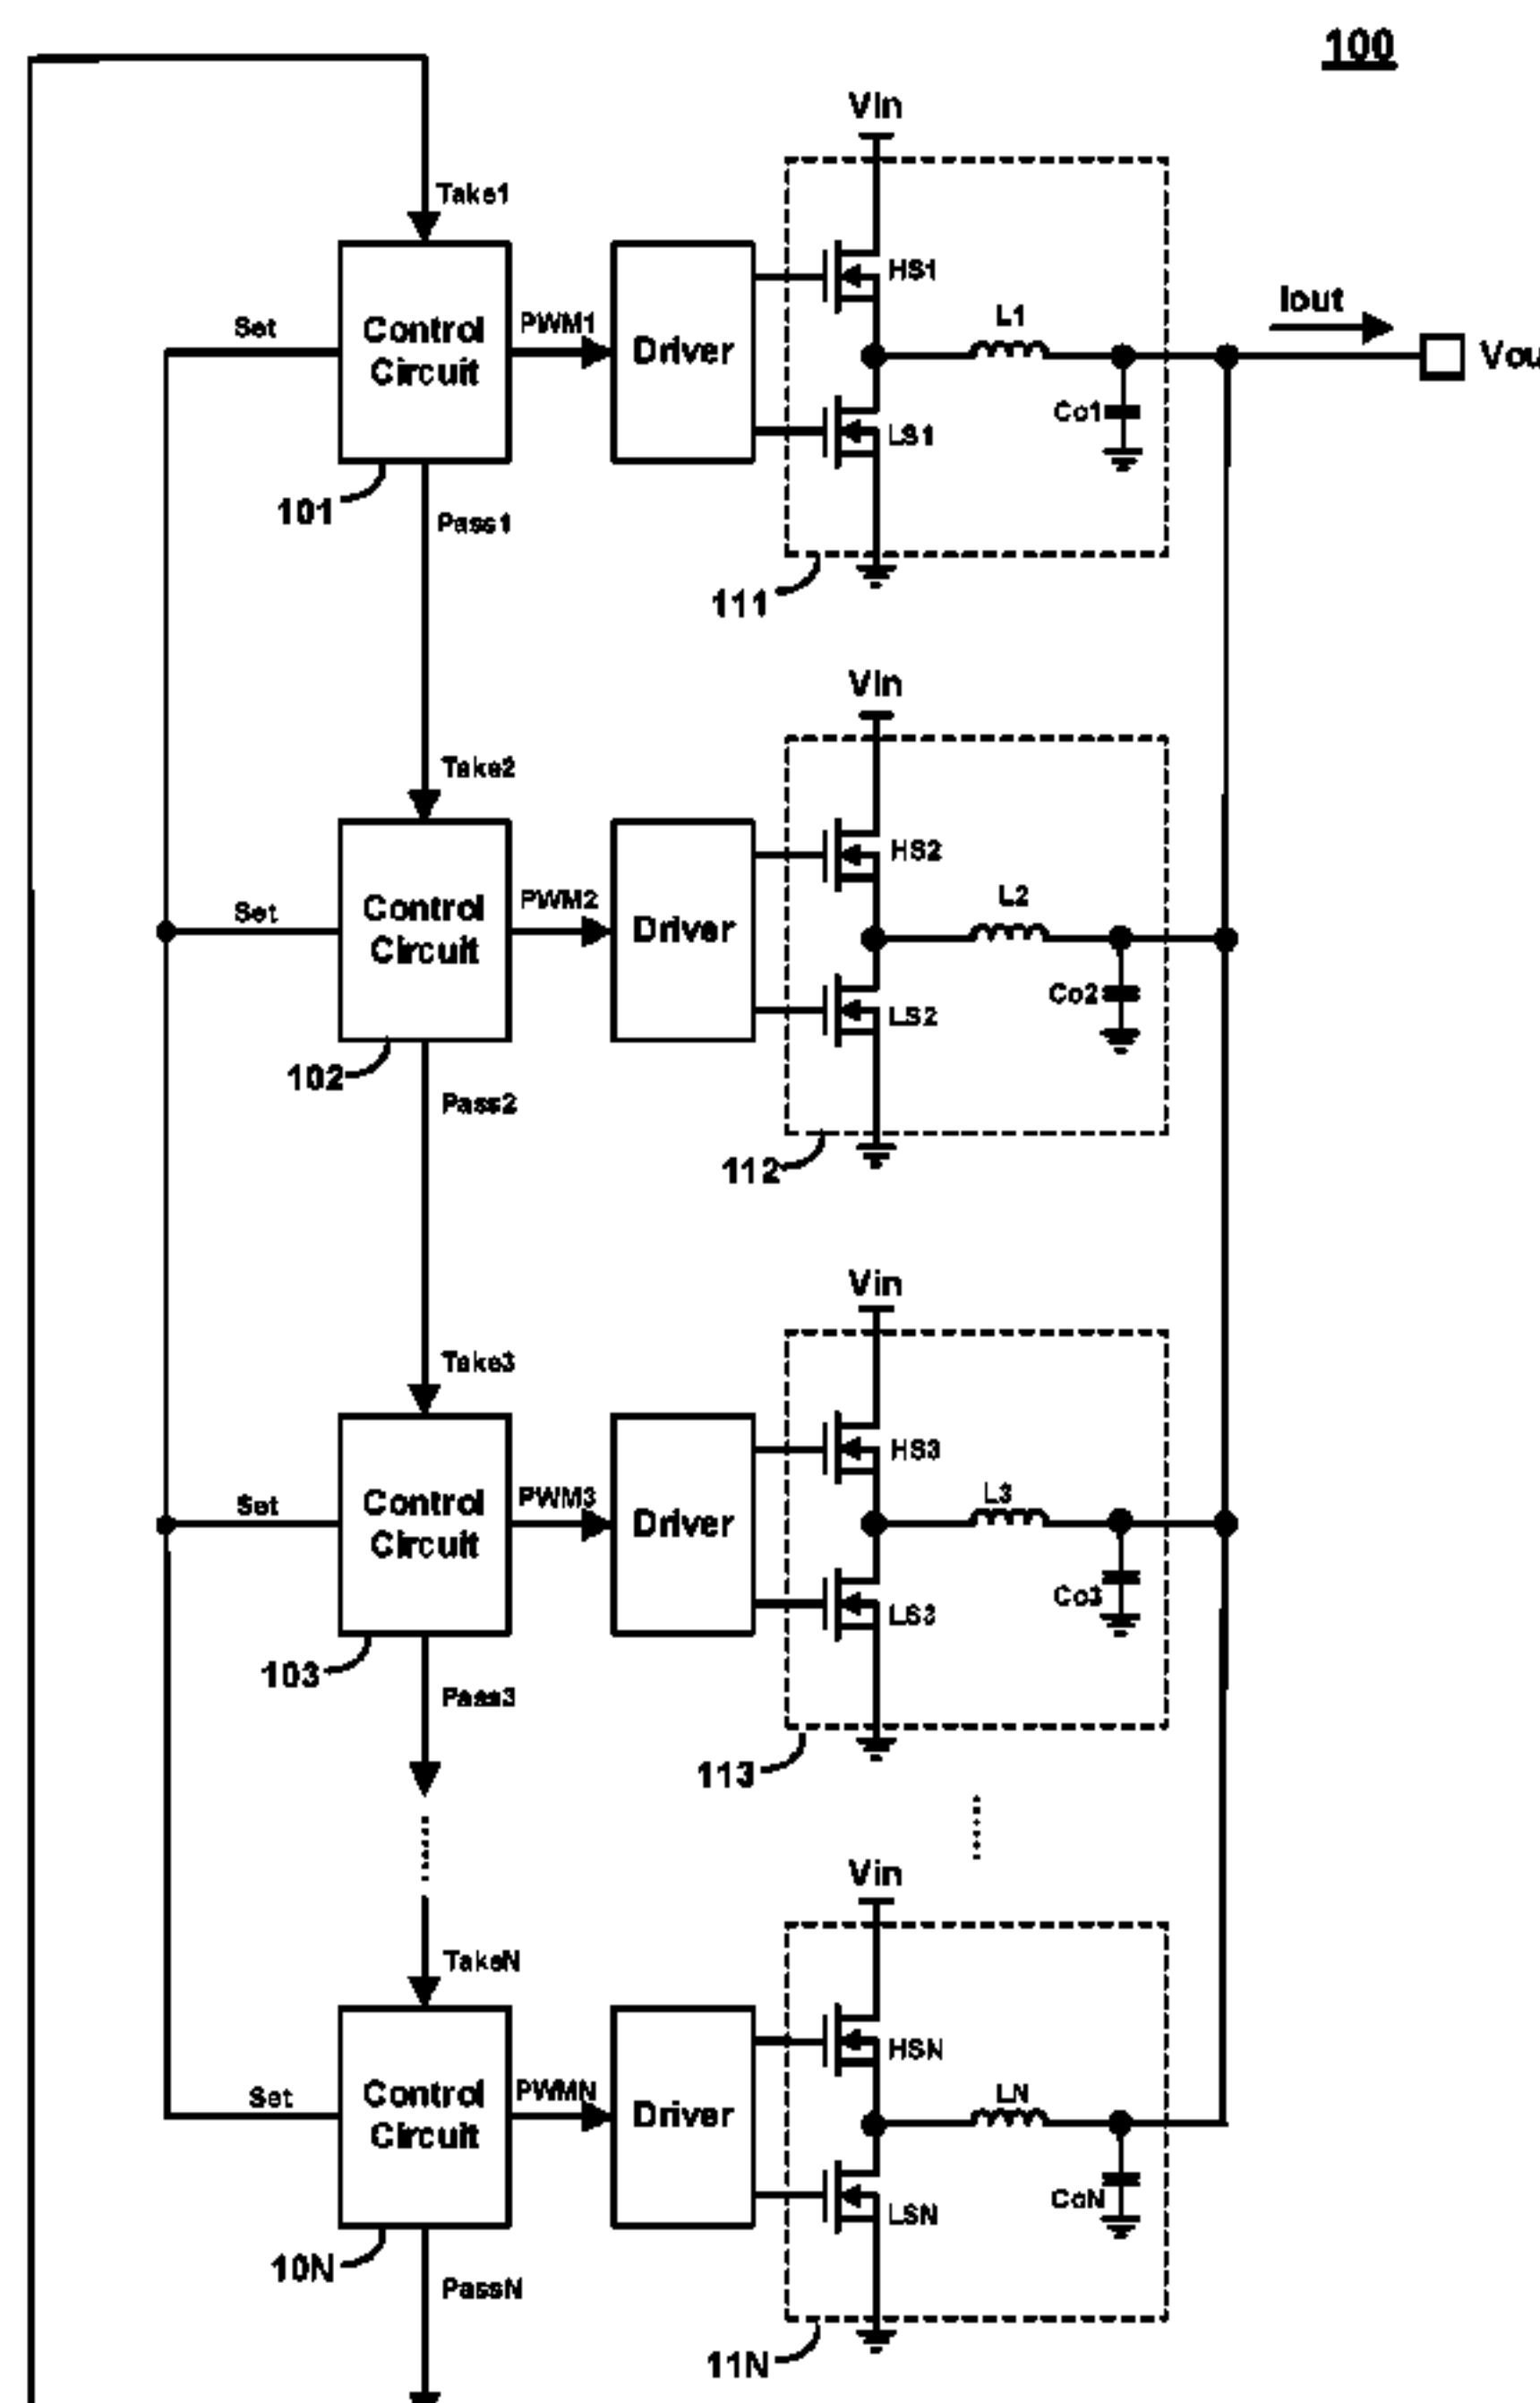 100
Vin
Take1
HS1
Set
Control
Circuit
PWM1
Driver
L1
Iout
Vou
Co1
LS1
101
Pass1
111
Vin
Take2
HS2
Set
Control
Circuit
PWM2
Driver
L2
Co2
LS2
102
Pass2
112
Vin
Take3
HS3
Set
Control
Circuit
PWM3
Driver
L3
Co3
LS3
103
Pass3
113
Vin
TakeN
HSN
Set
Control
Circuit
PWMN
Driver
LN
CoN
LSN
10N
PassN
11N